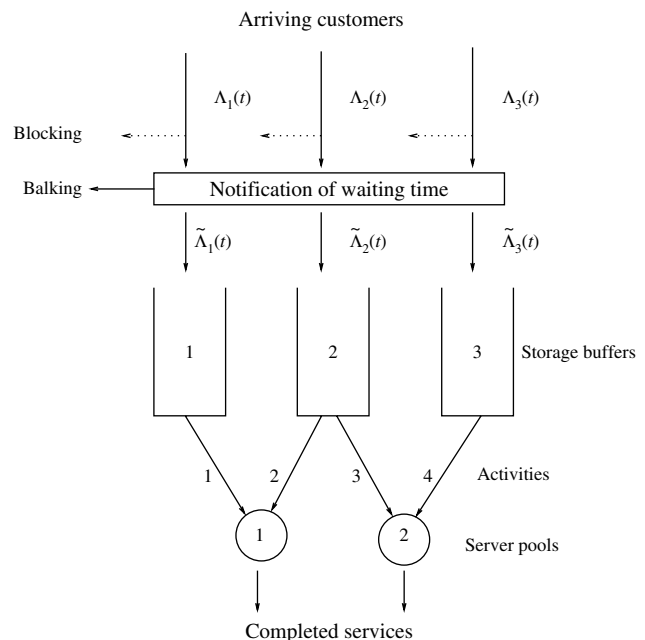 Arriving customers
Λ1(t) Λ2(t) Λ3(t)
Blocking
Balking
Notification of waiting time
Λ̃1(t) Λ̃2(t) Λ̃3(t)
1 2 3 Storage buffers
1 2 3 4 Activities
1 2 Server pools
Completed services